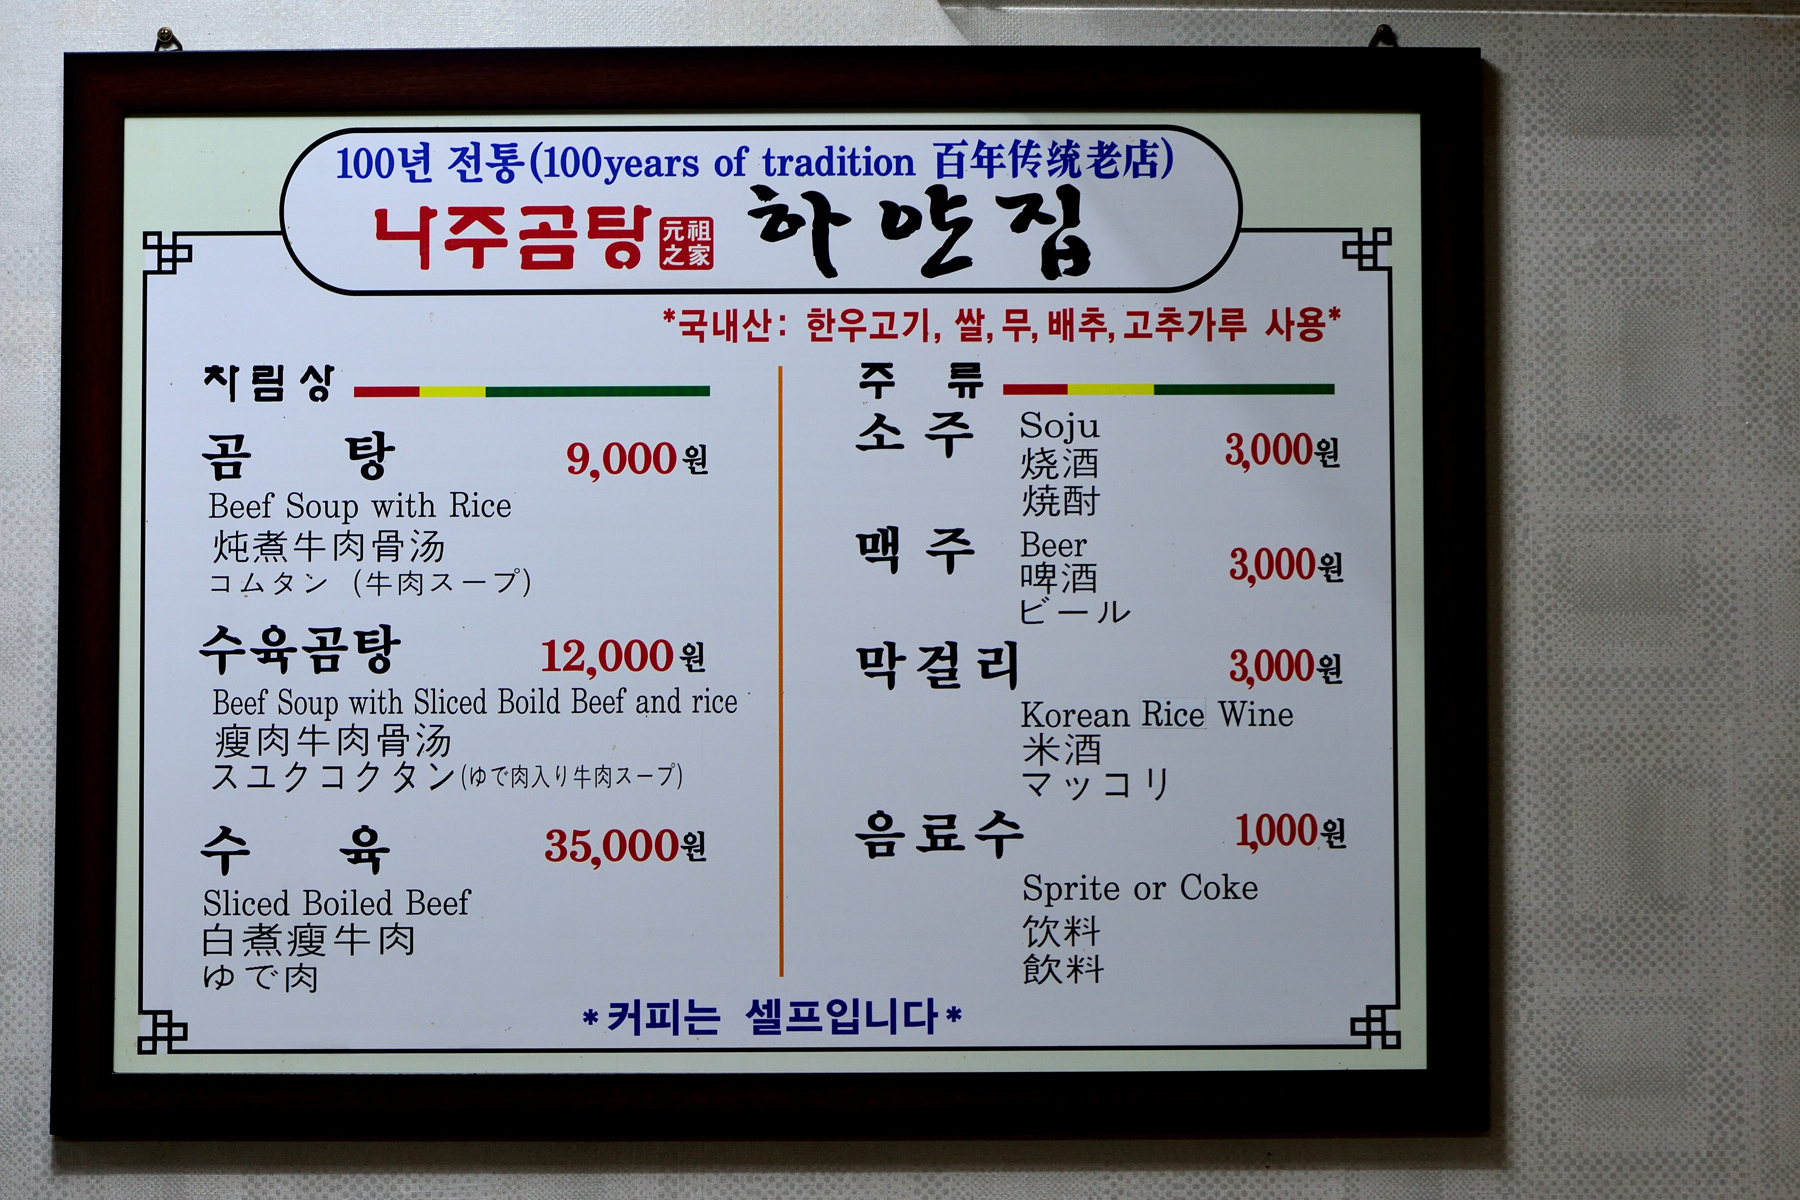 100년 전통(100years of tradition 百年传统老店)
나주곰탕 元祖之家 하얀집
*국내산: 한우고기, 쌀, 무, 배추, 고추가루 사용*
차림상
곰 탕 9,000원
Beef Soup with Rice
炖煮牛肉骨汤
コムタン (牛肉スープ)
수육곰탕 12,000원
Beef Soup with Sliced Boild Beef and rice
瘦肉牛肉骨汤
スユクコクタン(ゆで肉入り牛肉スープ)
수 육 35,000원
Sliced Boiled Beef
白煮瘦牛肉
ゆで肉
주 류
소주 Soju 3,000원
烧酒
焼酎
맥주 Beer 3,000원
啤酒
ビール
막걸리 3,000원
Korean Rice Wine
米酒
マッコリ
음료수 1,000원
Sprite or Coke
饮料
飲料
*커피는 셀프입니다*